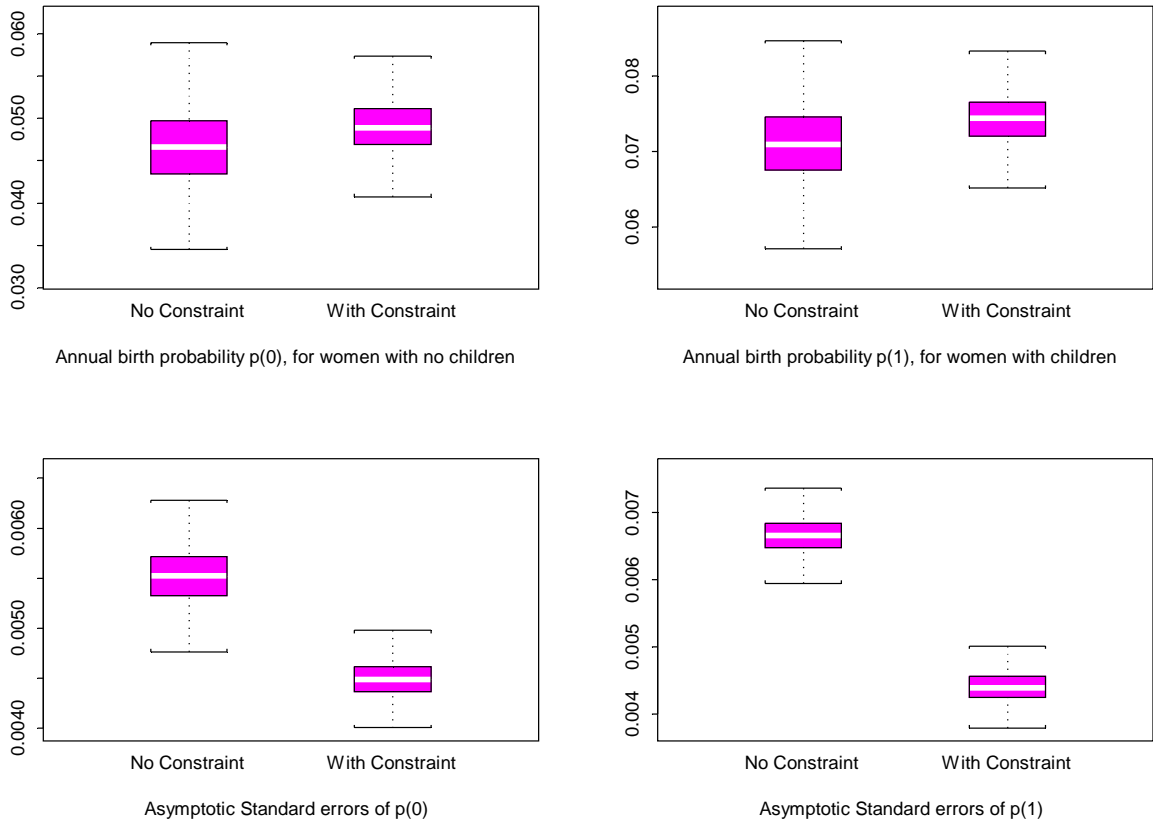 0.060
0.050
0.040
0.030
No Constraint With Constraint
Annual birth probability p(0), for women with no children
0.08
0.07
0.06
No Constraint With Constraint
Annual birth probability p(1), for women with children
0.0060
0.0050
0.0040
No Constraint With Constraint
Asymptotic Standard errors of p(0)
0.007
0.006
0.005
0.004
No Constraint With Constraint
Asymptotic Standard errors of p(1)